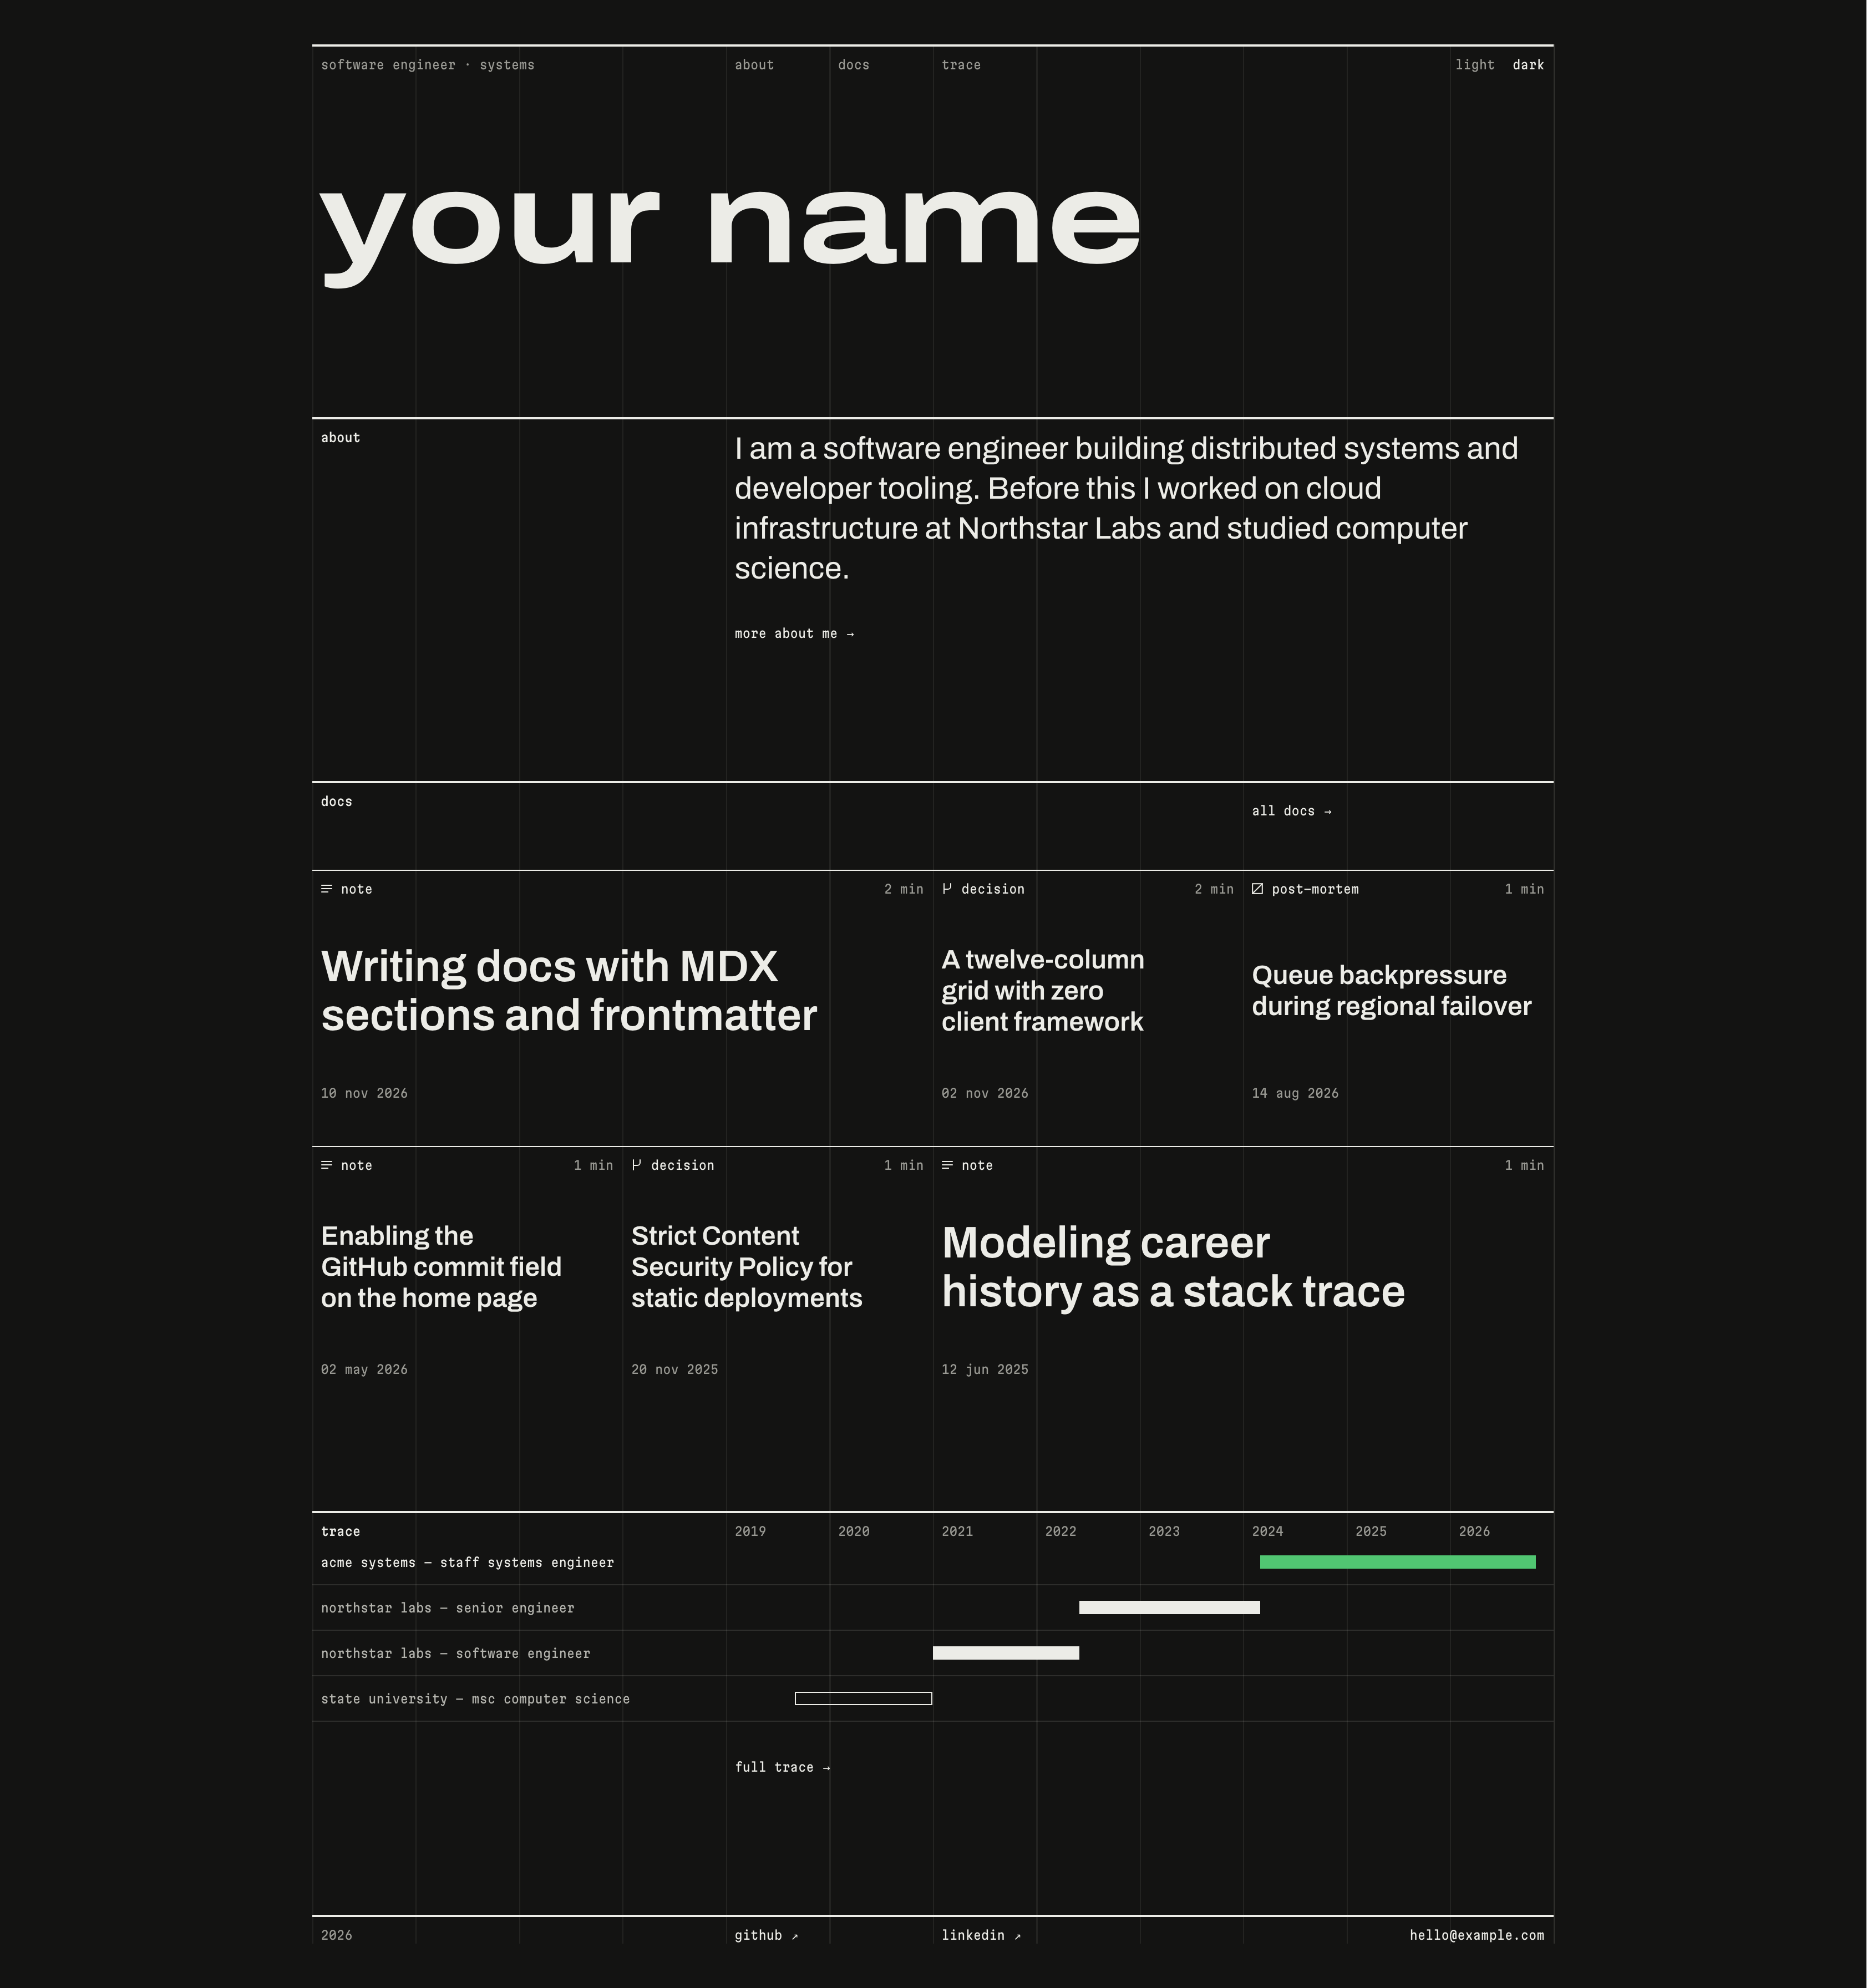 software engineer · systems about docs trace light dark
your name
about
I am a software engineer building distributed systems and
developer tooling. Before this I worked on cloud
infrastructure at Northstar Labs and studied computer
science.
more about me →
docs
all docs →
note 2 min
Writing docs with MDX
sections and frontmatter
10 nov 2026
decision 2 min
A twelve-column
grid with zero
client framework
02 nov 2026
post-mortem 1 min
Queue backpressure
during regional failover
14 aug 2026
note 1 min
Enabling the
GitHub commit field
on the home page
02 may 2026
decision 1 min
Strict Content
Security Policy for
static deployments
20 nov 2025
note 1 min
Modeling career
history as a stack trace
12 jun 2025
trace 2019 2020 2021 2022 2023 2024 2025 2026
acme systems — staff systems engineer
northstar labs — senior engineer
northstar labs — software engineer
state university — msc computer science
full trace →
2026 github ↗ linkedin ↗ hello@example.com